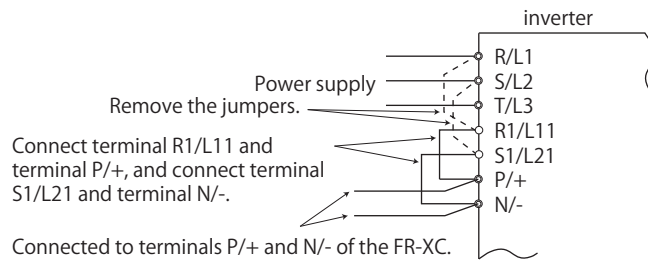 inverter
R/L1
Power supply
S/L2
Remove the jumpers.
T/L3
R1/L11
Connect terminal R1/L11 and
terminal P/+, and connect terminal
S1/L21 and terminal N/-.
S1/L21
P/+
N/-
Connected to terminals P/+ and N/- of the FR-XC.